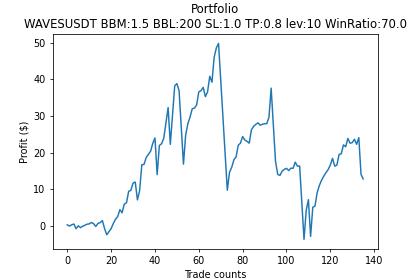 Portfolio
WAVESUSDT BBM:1.5 BBL:200 SL:1.0 TP:0.8 lev:10 WinRatio:70.0
50
40
30
20
10
0
Profit ($)
0 20 40 60 80 100 120 140
Trade counts